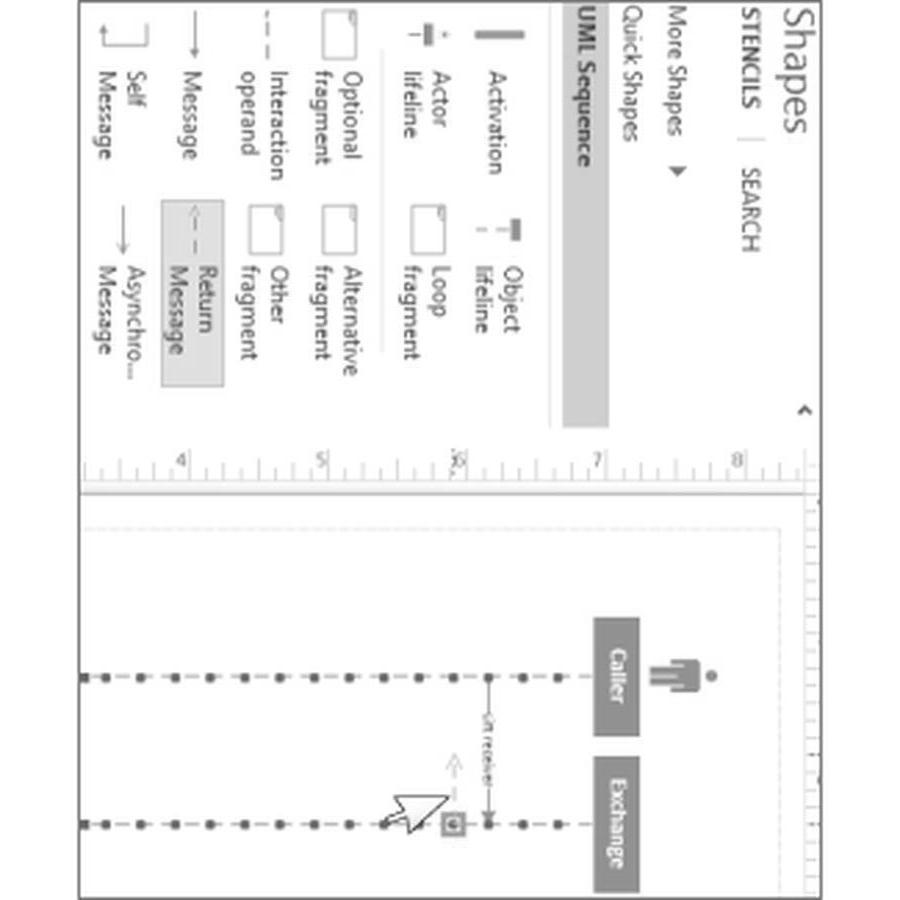 Shapes
STENCILS | SEARCH
More Shapes
Quick Shapes
UML Sequence
Activation
Object
lifeline
Actor
lifeline
Loop
fragment
Optional
fragment
Alternative
fragment
Interaction
operand
Other
fragment
Message
Return
Message
Self
Message
Asynchro...
Message
8
7
6
5
4
Caller
Exchange
receiver